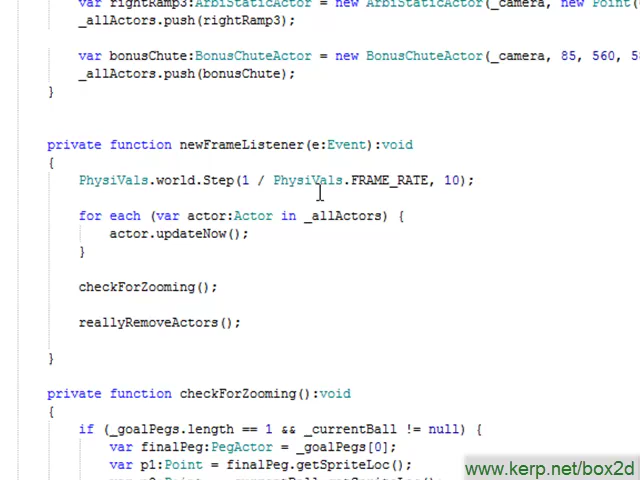 var rightRamp3:ArbiStaticActor = new ArbiStaticActor(_camera, new Point(
_allActors.push(rightRamp3);
var bonusChute:BonusChuteActor = new BonusChuteActor(_camera, 85, 560, 5
_allActors.push(bonusChute);
}
private function newFrameListener(e:Event):void
{
PhysiVals.world.Step(1 / PhysiVals.FRAME_RATE, 10);
for each (var actor:Actor in _allActors) {
actor.updateNow();
}
checkForZooming();
reallyRemoveActors();
}
private function checkForZooming():void
{
if (_goalPegs.length == 1 && _currentBall != null) {
var finalPeg:PegActor = _goalPegs[0];
var p1:Point = finalPeg.getSpriteLoc();
www.kerp.net/box2d